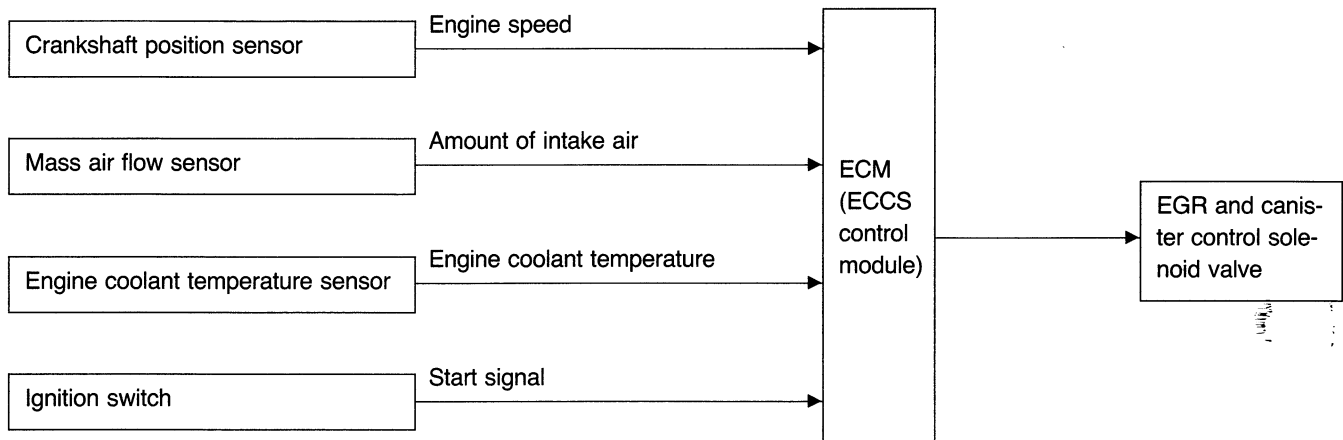 Crankshaft position sensor
Engine speed
Mass air flow sensor
Amount of intake air
Engine coolant temperature sensor
Engine coolant temperature
Ignition switch
Start signal
ECM
(ECCS
control
module)
EGR and canis-
ter control sole-
noid valve